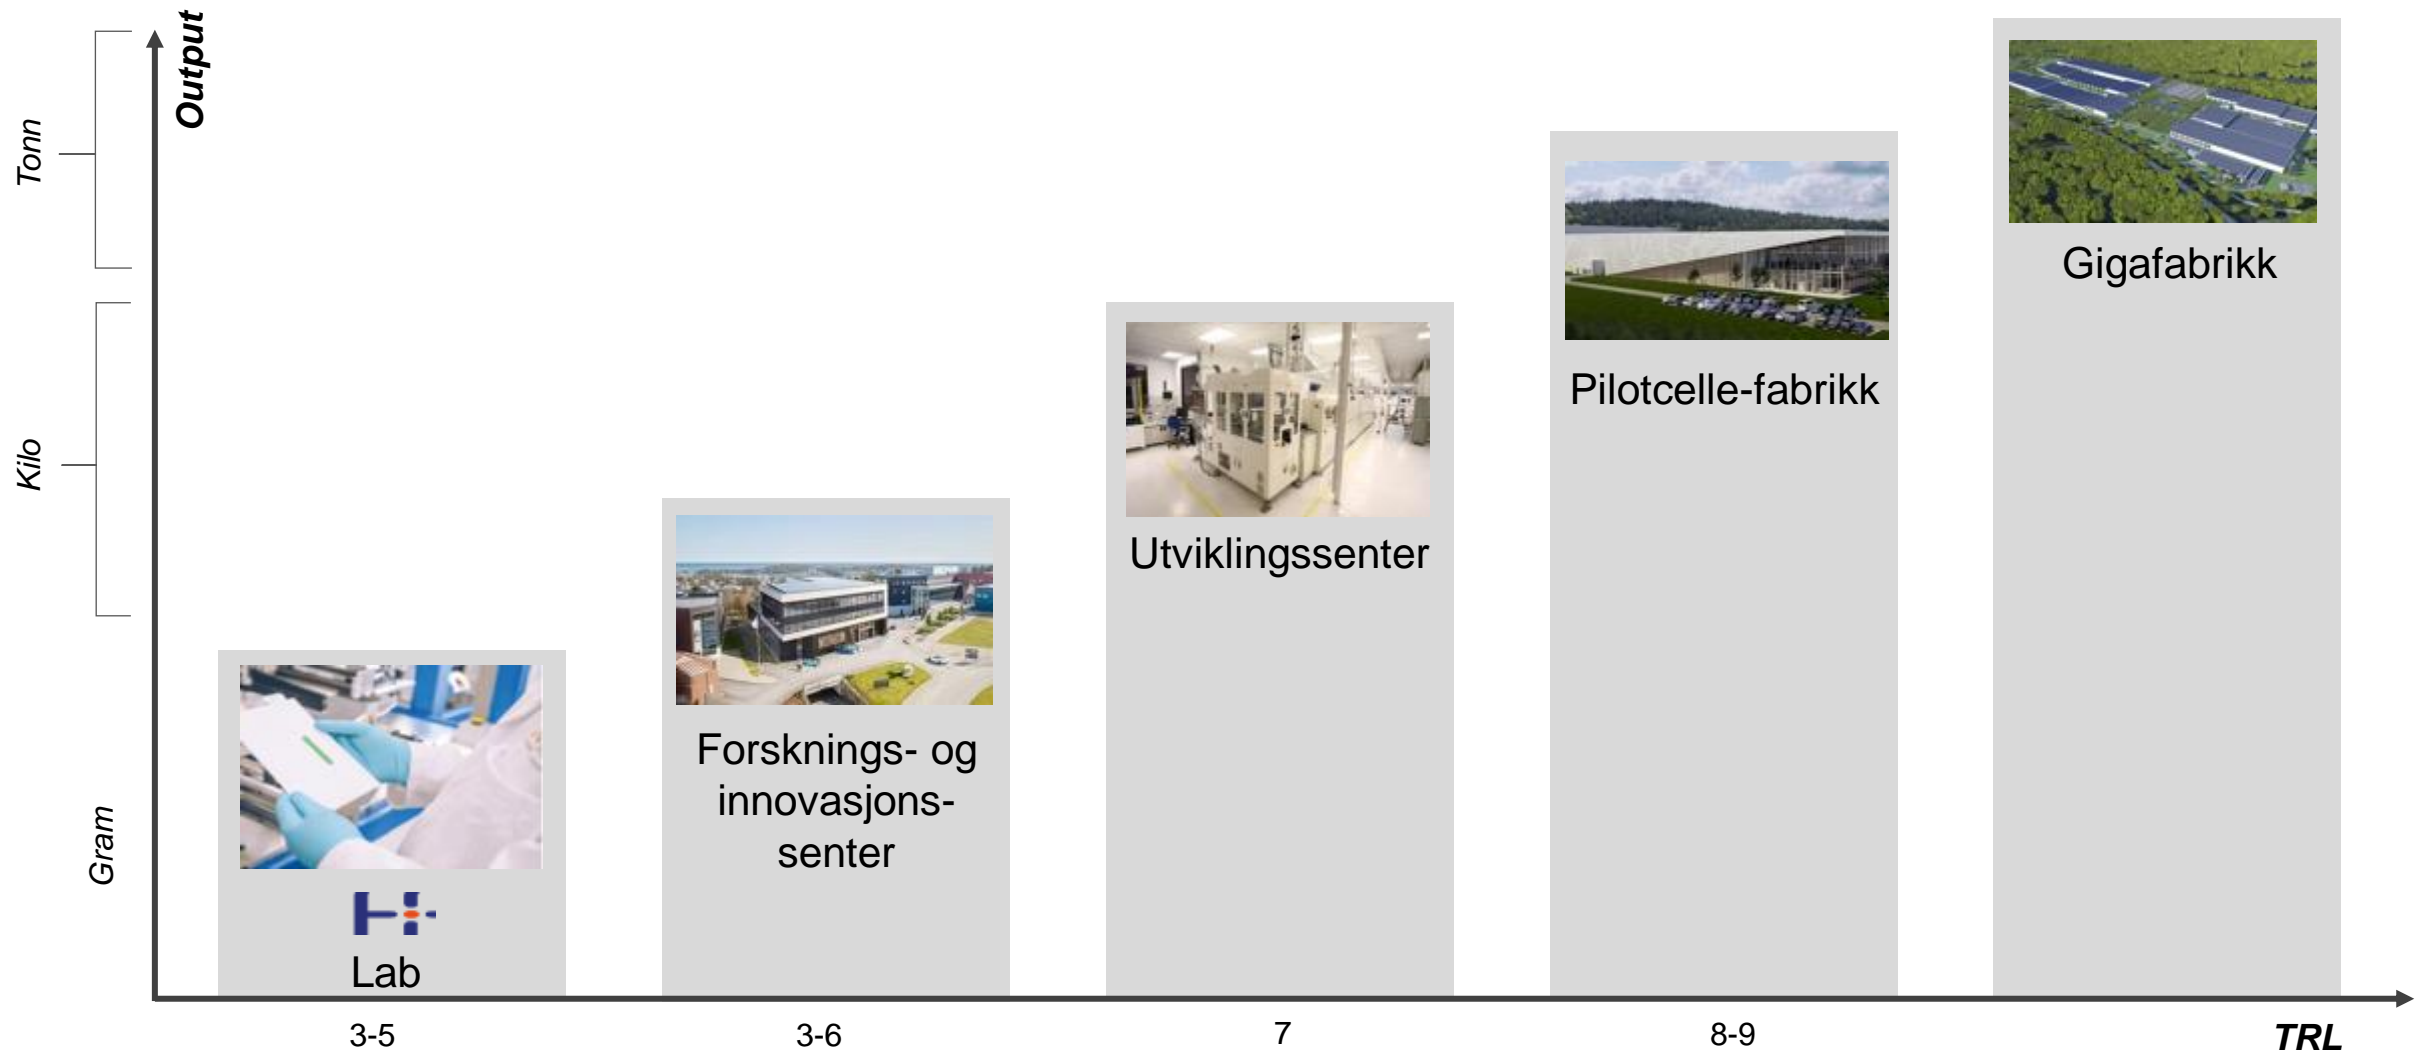 Output
Tonn
Kilo
Gram
Lab
Forsknings- og
innovasjons-
senter
Utviklingssenter
Pilotcelle-fabrikk
Gigafabrikk
3-5
3-6
7
8-9
TRL